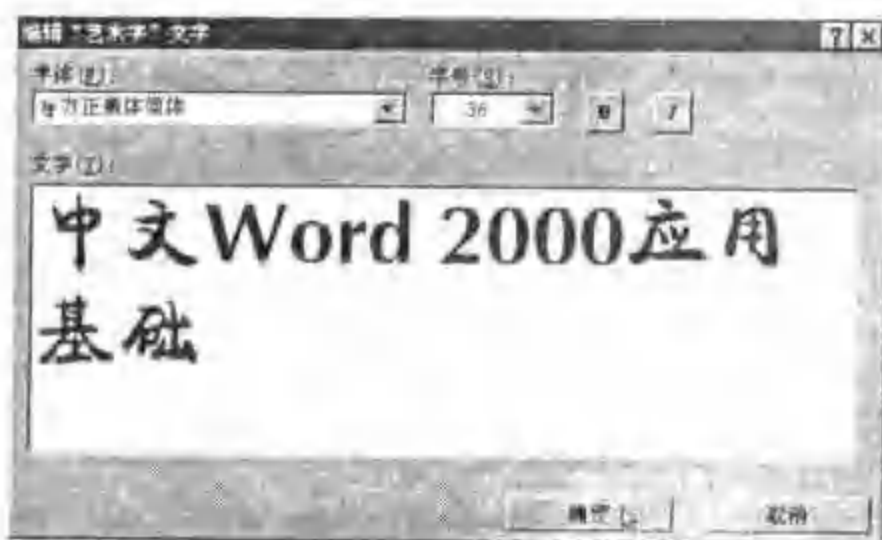 编辑“艺术字”文字
字体(F):
字号(S):
方正隶体简体
36
B
I
文字(T):
中文Word 2000应用
基础
确定
取消